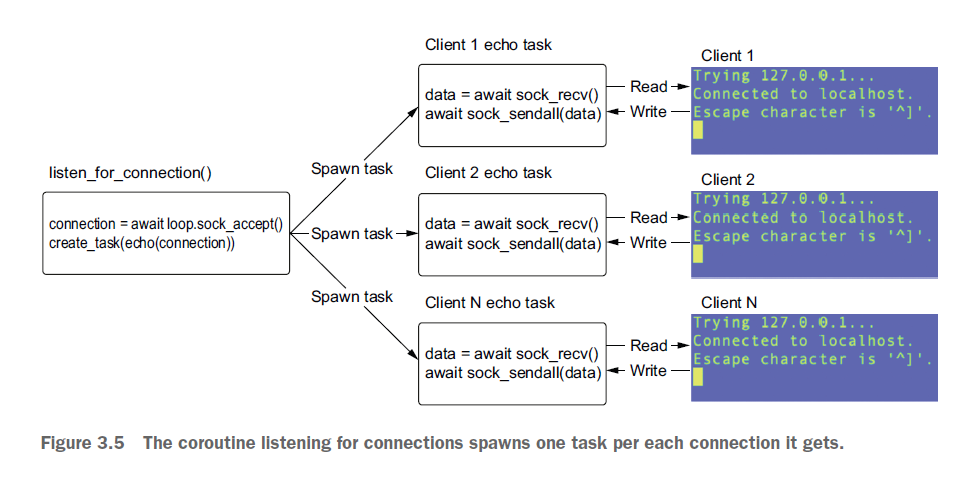 listen_for_connection()
connection = await loop.sock_accept()
create_task(echo(connection))
Spawn task
Spawn task
Spawn task
Client 1 echo task
data = await sock_recv()
await sock_sendall(data)
Read
Write
Client 1
Trying 127.0.0.1...
Connected to localhost.
Escape character is '^]'.
Client 2 echo task
data = await sock_recv()
await sock_sendall(data)
Read
Write
Client 2
Trying 127.0.0.1...
Connected to localhost.
Escape character is '^]'.
Client N echo task
data = await sock_recv()
await sock_sendall(data)
Read
Write
Client N
Trying 127.0.0.1...
Connected to localhost.
Escape character is '^]'.
Figure 3.5 The coroutine listening for connections spawns one task per each connection it gets.